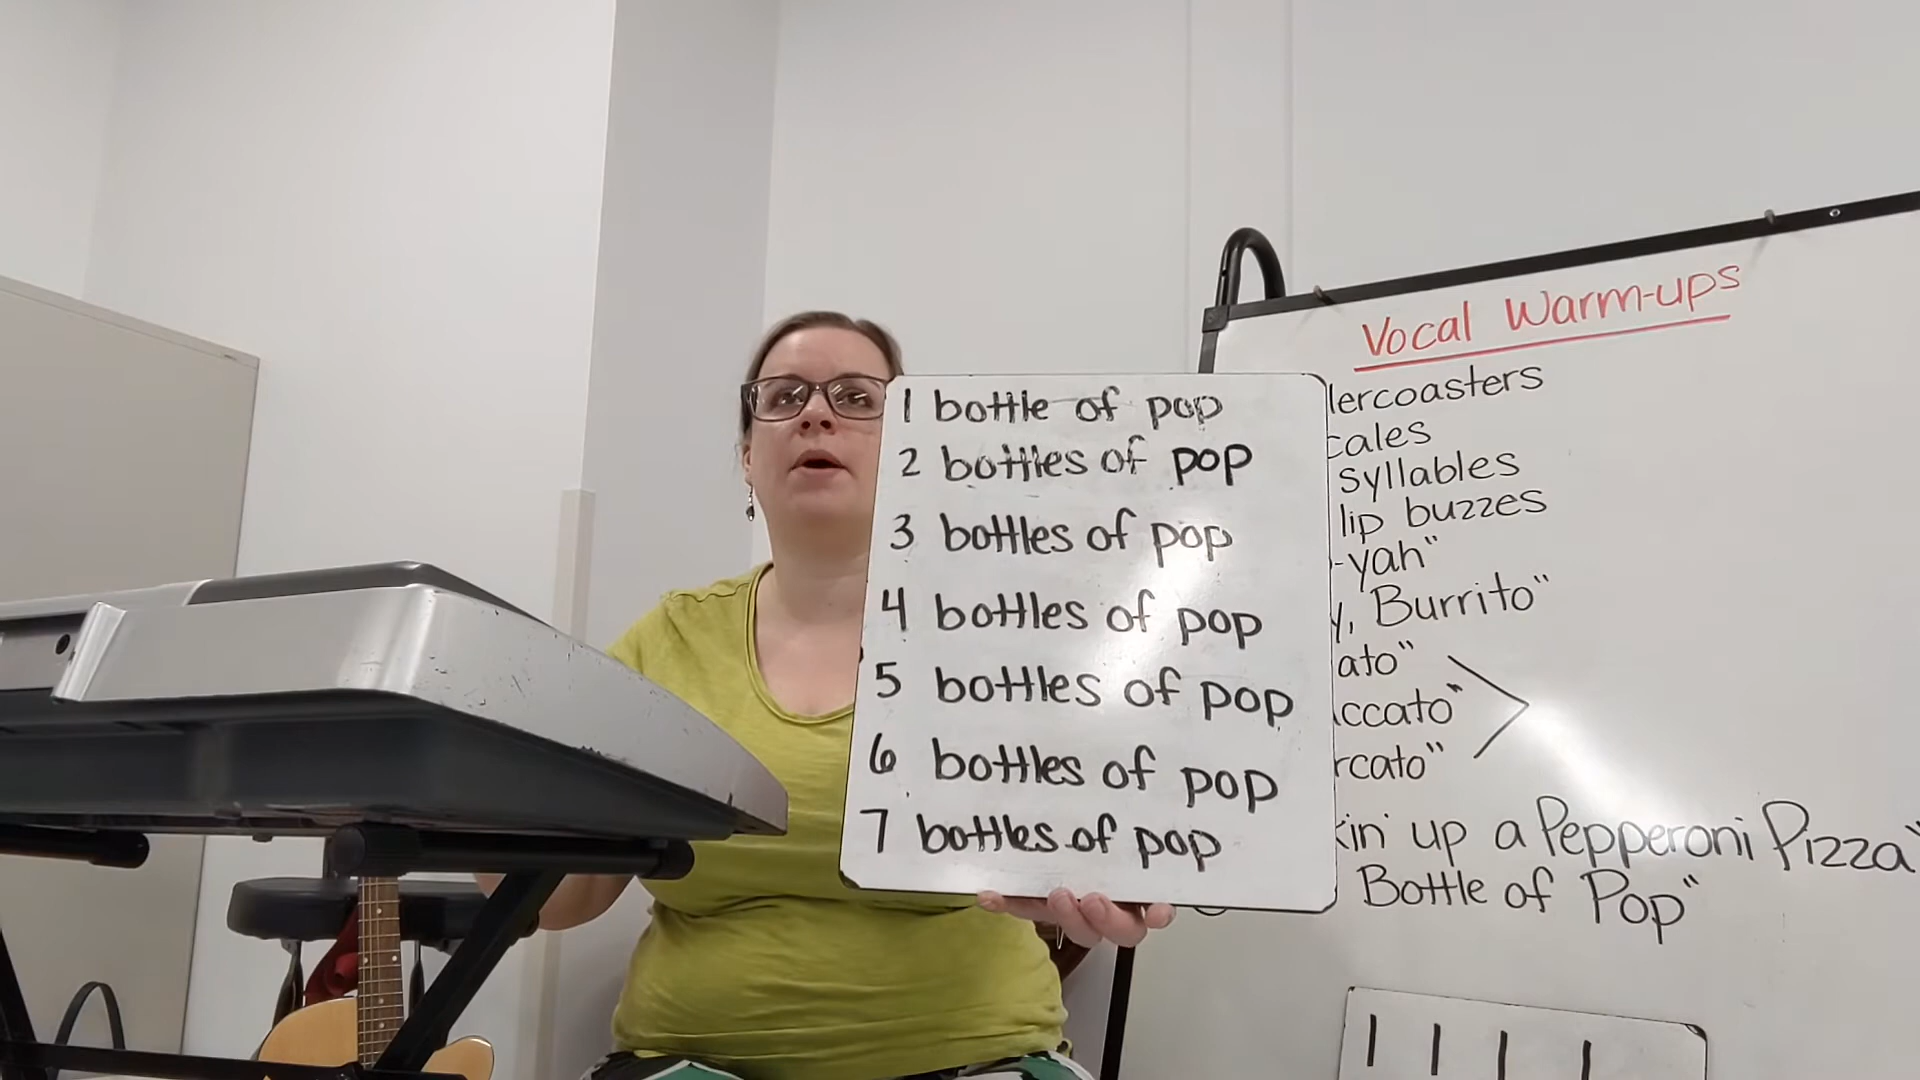 1 bottle of pop
2 bottles of pop
3 bottles of pop
4 bottles of pop
5 bottles of pop
6 bottles of pop
7 bottles of pop
Vocal Warm-ups
lercoasters
cales
syllables
lip buzzes
-yah"
y, Burrito"
ato"
ccato"
rcato"
kin' up a Pepperoni Pizza"
Bottle of Pop"